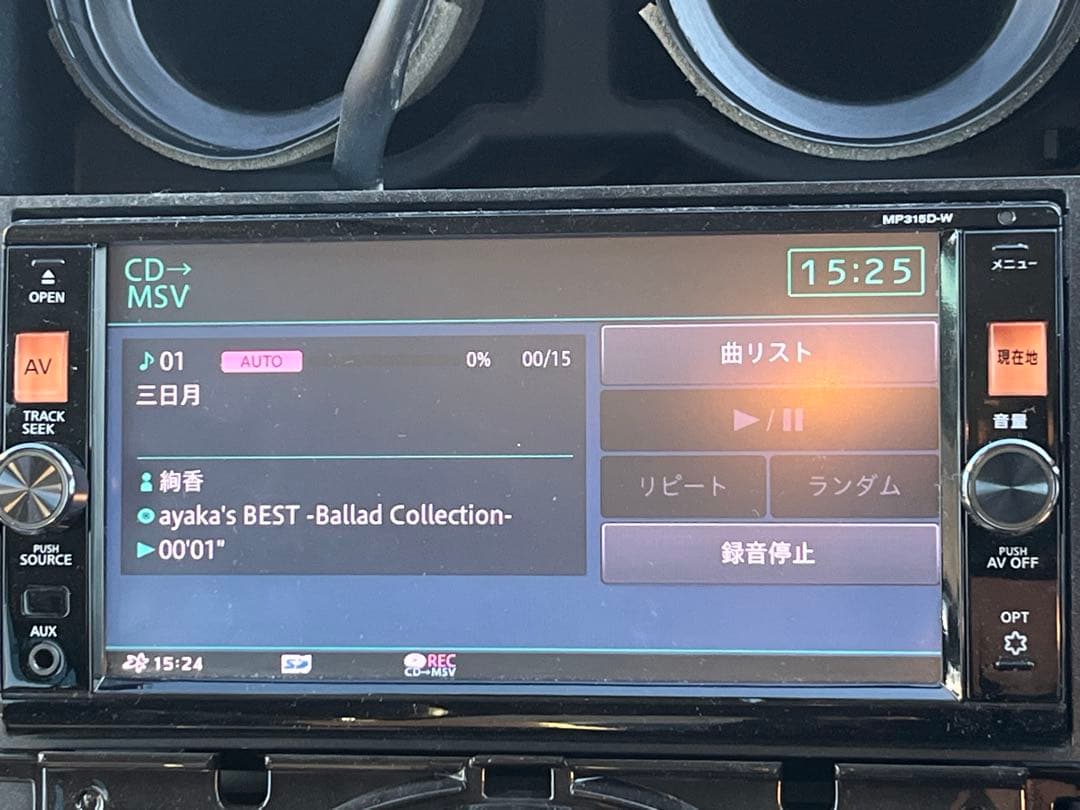 MP315D-W
OPEN
AV
TRACK
SEEK
PUSH
SOURCE
AUX
CD→
MSV
15:25
♪01 AUTO 0% 00/15
三日月
絢香
ayaka's BEST -Ballad Collection-
▶00'01"
曲リスト
▶/⏸
リピート
ランダム
録音停止
15:24
SD
REC
CD→MSV
メニュー
現在地
音量
PUSH
AV OFF
OPT